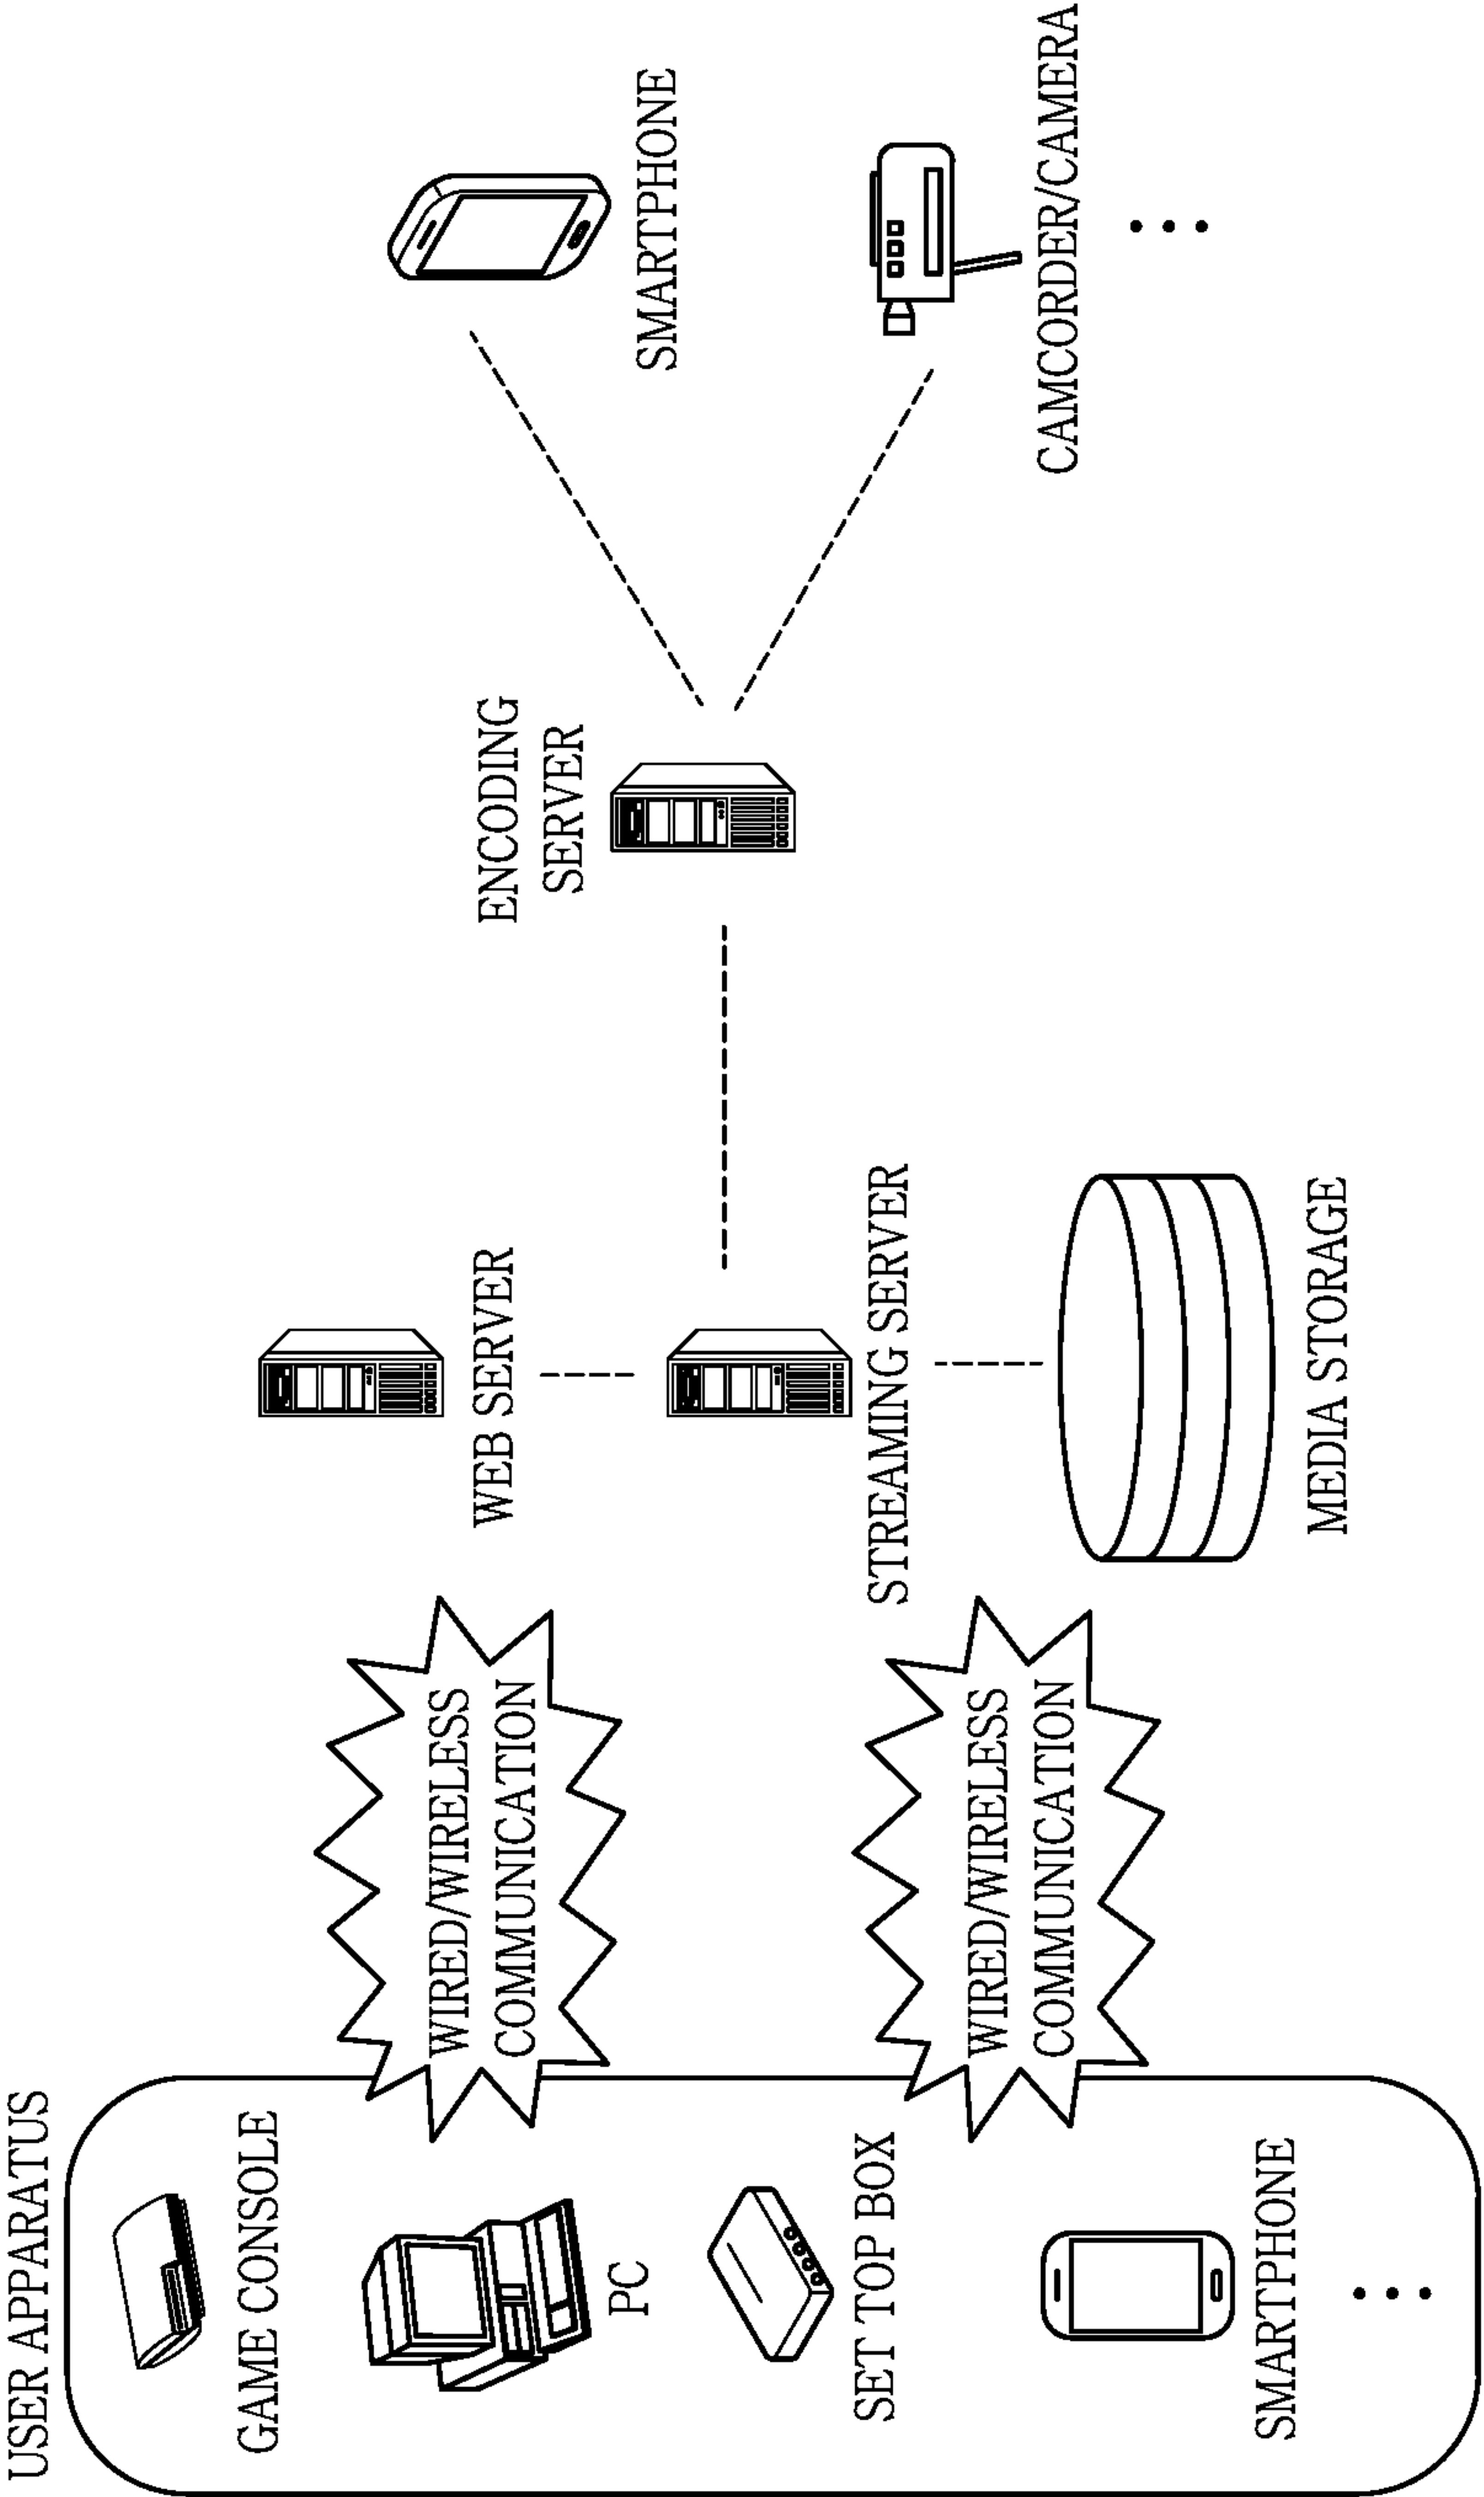 USER APPARATUS
GAME CONSOLE
PC
SET TOP BOX
SMARTPHONE
WIRED/WIRELESS
COMMUNICATION
WIRED/WIRELESS
COMMUNICATION
WEB SERVER
STREAMING SERVER
MEDIA STORAGE
ENCODING
SERVER
SMARTPHONE
CAMCORDER/CAMERA